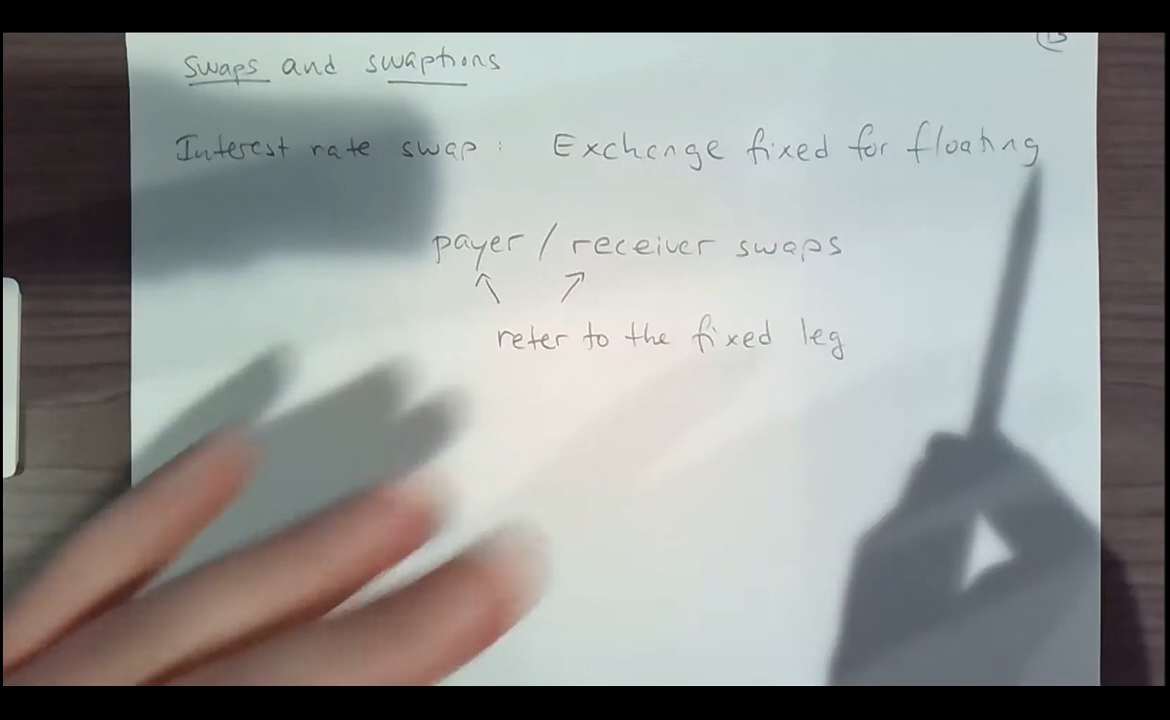 Swaps and swaptions
Interest rate swap : Exchange fixed for floating
payer / receiver swaps
refer to the fixed leg